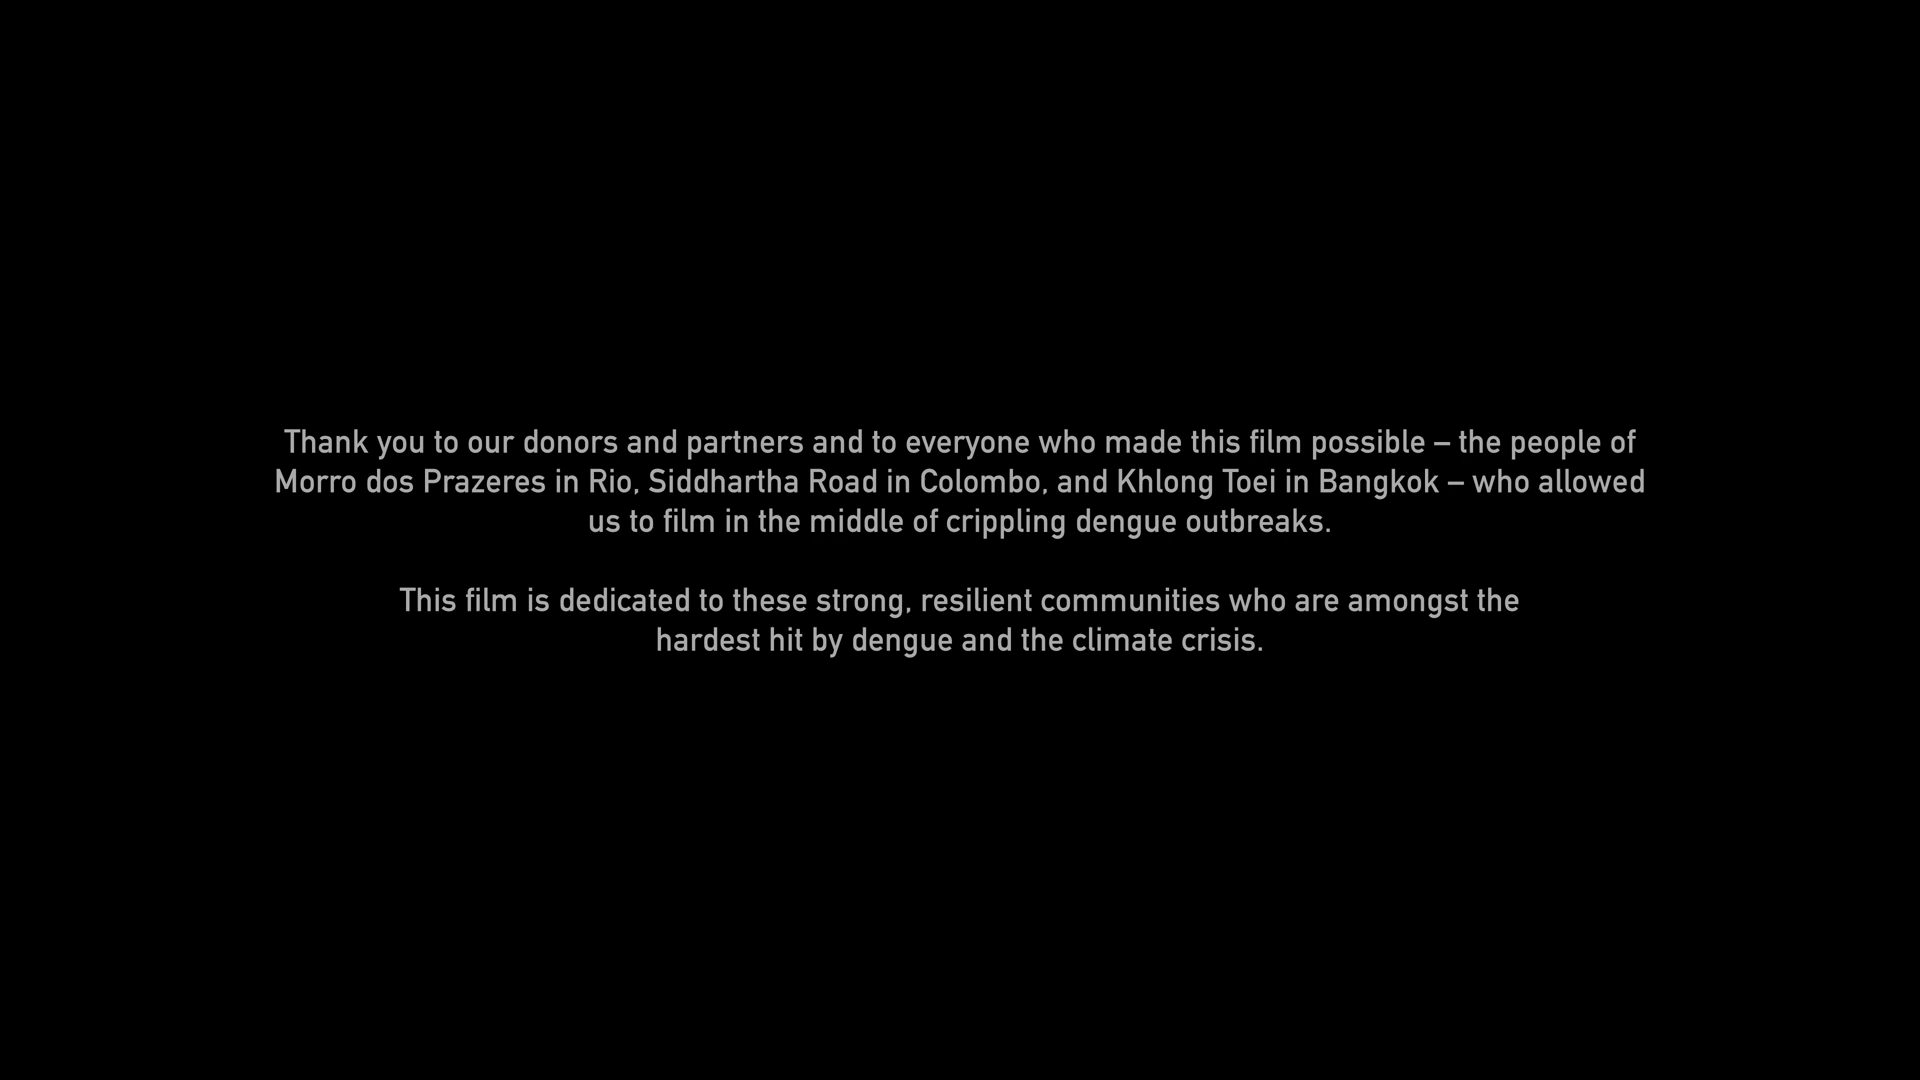 Thank you to our donors and partners and to everyone who made this film possible – the people of
Morro dos Prazeres in Rio, Siddhartha Road in Colombo, and Khlong Toei in Bangkok – who allowed
us to film in the middle of crippling dengue outbreaks.
This film is dedicated to these strong, resilient communities who are amongst the
hardest hit by dengue and the climate crisis.